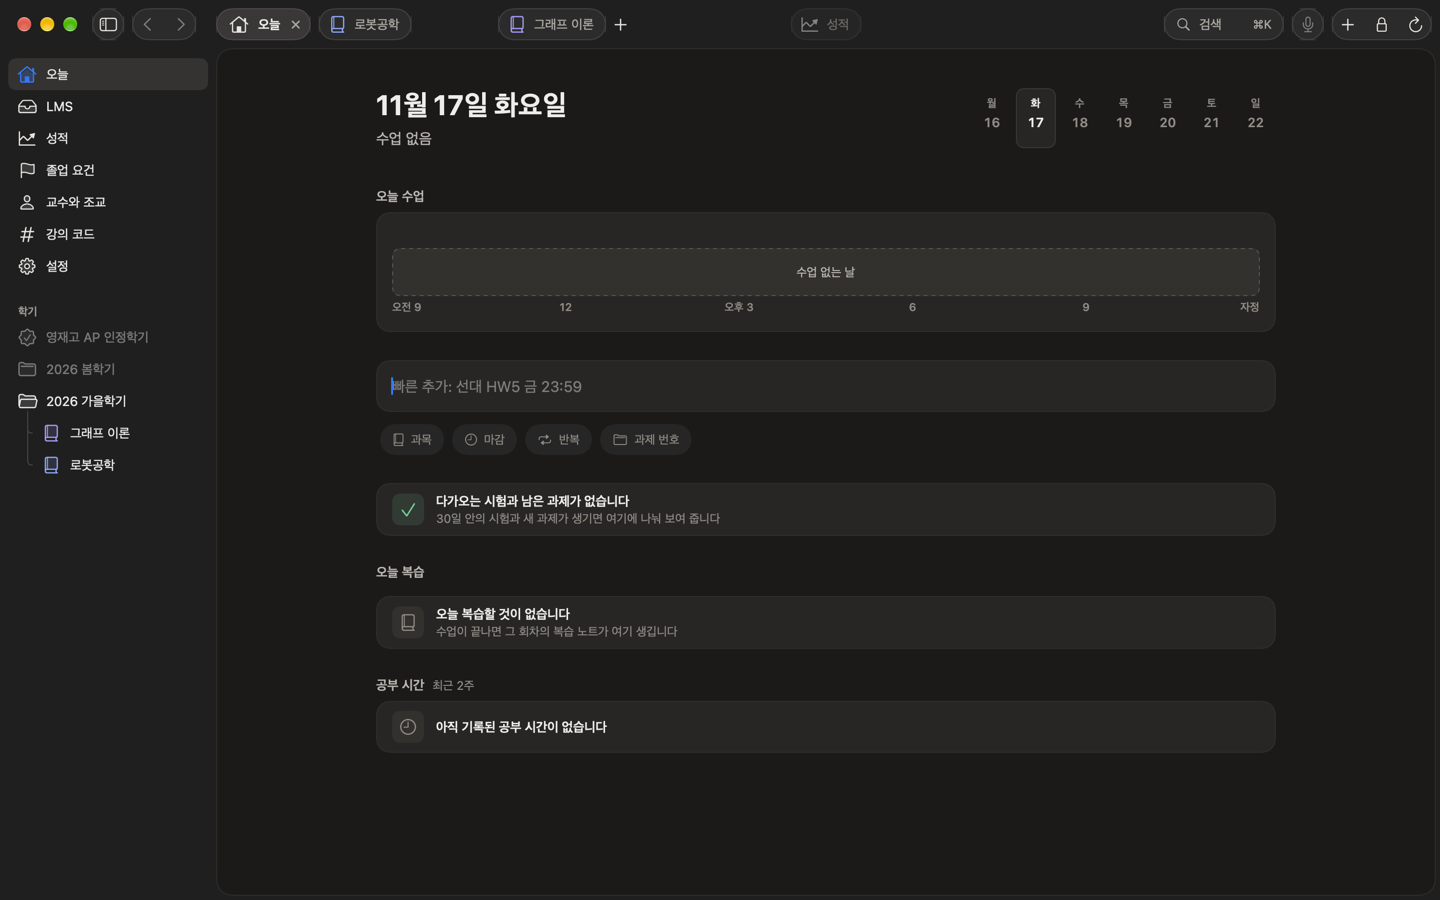 오늘
로봇공학
그래프 이론
성적
검색 ⌘K
오늘
LMS
성적
졸업 요건
교수와 조교
강의 코드
설정
학기
영재고 AP 인정학기
2026 봄학기
2026 가을학기
그래프 이론
로봇공학
11월 17일 화요일
수업 없음
월 화 수 목 금 토 일
16 17 18 19 20 21 22
오늘 수업
수업 없는 날
오전 9 12 오후 3 6 9 자정
빠른 추가: 선대 HW5 금 23:59
과목 마감 반복 과제 번호
다가오는 시험과 남은 과제가 없습니다
30일 안의 시험과 새 과제가 생기면 여기에 나눠 보여 줍니다
오늘 복습
오늘 복습할 것이 없습니다
수업이 끝나면 그 회차의 복습 노트가 여기 생깁니다
공부 시간 최근 2주
아직 기록된 공부 시간이 없습니다